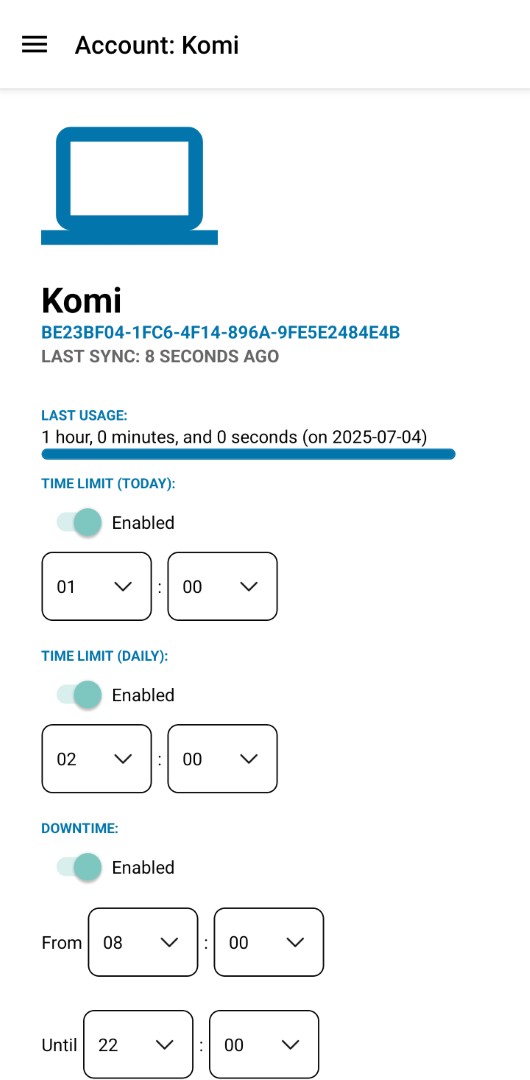 Account: Komi
Komi
BE23BF04-1FC6-4F14-896A-9FE5E2484E4B
LAST SYNC: 8 SECONDS AGO
LAST USAGE:
1 hour, 0 minutes, and 0 seconds (on 2025-07-04)
TIME LIMIT (TODAY):
Enabled
01 : 00
TIME LIMIT (DAILY):
Enabled
02 : 00
DOWNTIME:
Enabled
From 08 : 00
Until 22 : 00